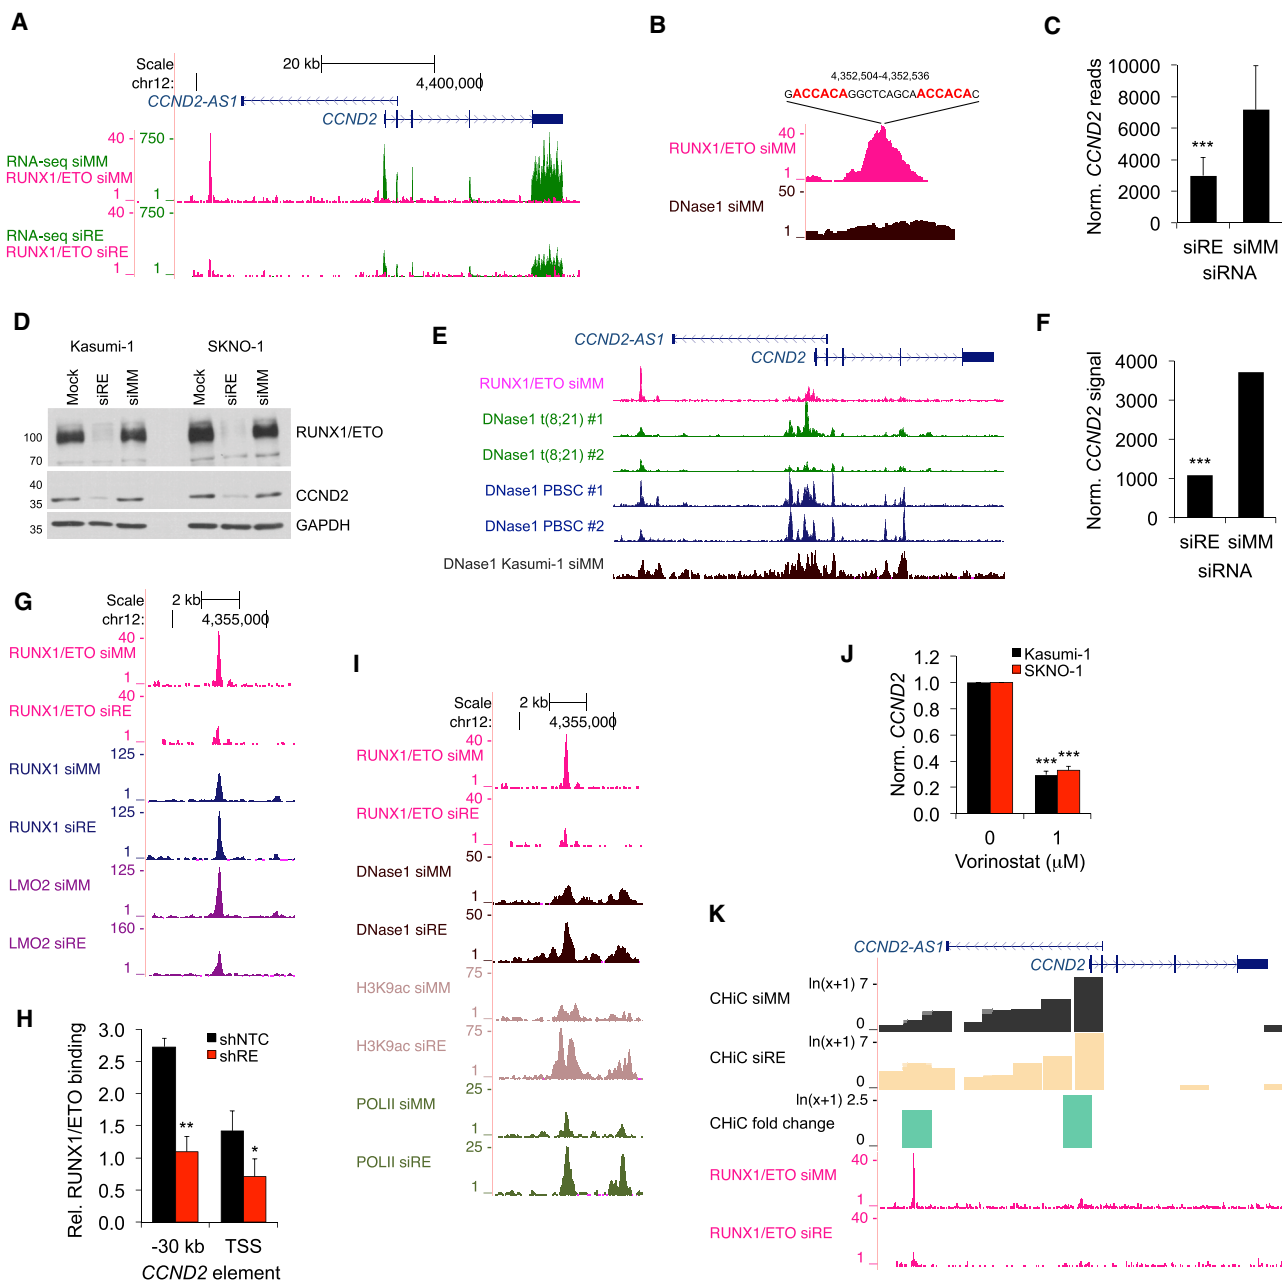 A
Scale
20 kb
chr12:
4,400,000
CCND2-AS1
CCND2
40 -
750 -
RNA-seq siMM
RUNX1/ETO siMM
1
1
40 -
750 -
RNA-seq siRE
RUNX1/ETO siRE
1
1
B
4,352,504-4,352,536
GACCACAGGCTCAGCAACCACAC
40 -
RUNX1/ETO siMM
1
50 -
DNase1 siMM
1
C
Norm. CCND2 reads
10000
8000
6000
4000
2000
0
***
siRE siMM
siRNA
D
Kasumi-1
SKNO-1
Mock
siRE
siMM
Mock
siRE
siMM
100
70
RUNX1/ETO
40
35
CCND2
35
GAPDH
E
CCND2-AS1
CCND2
RUNX1/ETO siMM
DNase1 t(8;21) #1
DNase1 t(8;21) #2
DNase1 PBSC #1
DNase1 PBSC #2
DNase1 Kasumi-1 siMM
F
Norm. CCND2 signal
4000
3000
2000
1000
0
***
siRE siMM
siRNA
G
Scale
2 kb
chr12:
4,355,000
40 -
RUNX1/ETO siMM
1
40 -
RUNX1/ETO siRE
1
125 -
RUNX1 siMM
1
125 -
RUNX1 siRE
1
125 -
LMO2 siMM
1
160 -
LMO2 siRE
1
H
Rel. RUNX1/ETO binding
3.0
2.5
2.0
1.5
1.0
0.5
0.0
shNTC
shRE
**
*
-30 kb TSS
CCND2 element
I
Scale
2 kb
chr12:
4,355,000
40 -
RUNX1/ETO siMM
1
40 -
RUNX1/ETO siRE
1
50 -
DNase1 siMM
1
50 -
DNase1 siRE
1
75 -
H3K9ac siMM
1
75 -
H3K9ac siRE
1
25 -
POLII siMM
1
25 -
POLII siRE
1
J
Norm. CCND2
1.2
1.0
0.8
0.6
0.4
0.2
0.0
Kasumi-1
SKNO-1
*** ***
0 1
Vorinostat (μM)
K
CCND2-AS1
CCND2
ln(x+1) 7 -
CHiC siMM
0
ln(x+1) 7 -
CHiC siRE
0
ln(x+1) 2.5 -
CHiC fold change
0
40 -
RUNX1/ETO siMM
1
40 -
RUNX1/ETO siRE
1